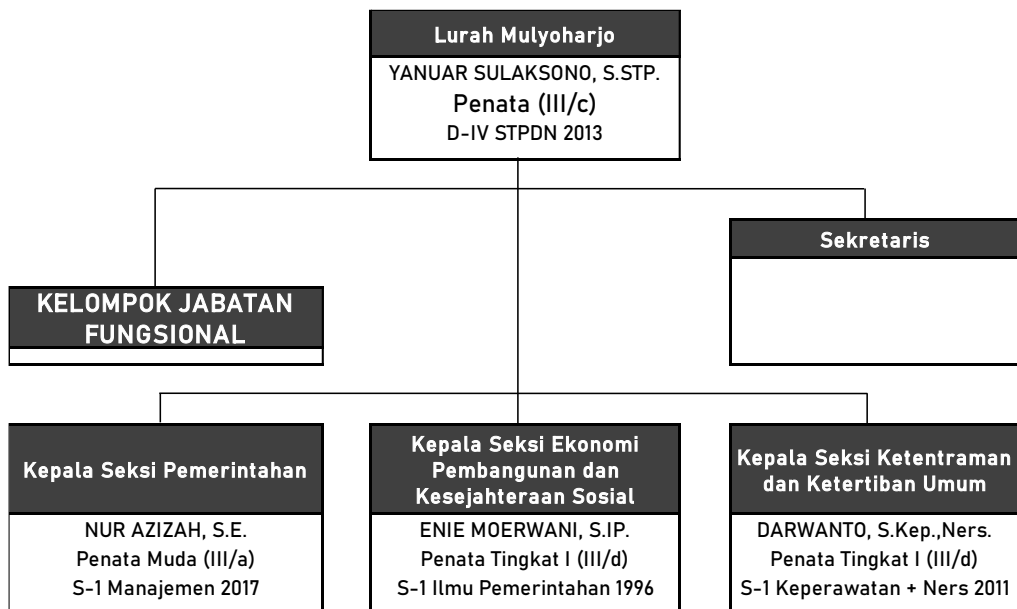 Lurah Mulyoharjo
YANUAR SULAKSONO, S.STP.
Penata (III/c)
D-IV STPDN 2013
Sekretaris
KELOMPOK JABATAN
FUNGSIONAL
Kepala Seksi Pemerintahan
NUR AZIZAH, S.E.
Penata Muda (III/a)
S-1 Manajemen 2017
Kepala Seksi Ekonomi
Pembangunan dan
Kesejahteraan Sosial
ENIE MOERWANI, S.IP.
Penata Tingkat I (III/d)
S-1 Ilmu Pemerintahan 1996
Kepala Seksi Ketentraman
dan Ketertiban Umum
DARWANTO, S.Kep.,Ners.
Penata Tingkat I (III/d)
S-1 Keperawatan + Ners 2011